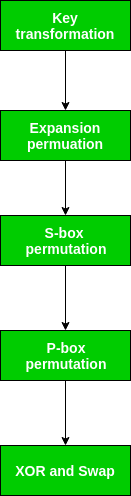 Key
transformation
Expansion
permuation
S-box
permutation
P-box
permutation
XOR and Swap